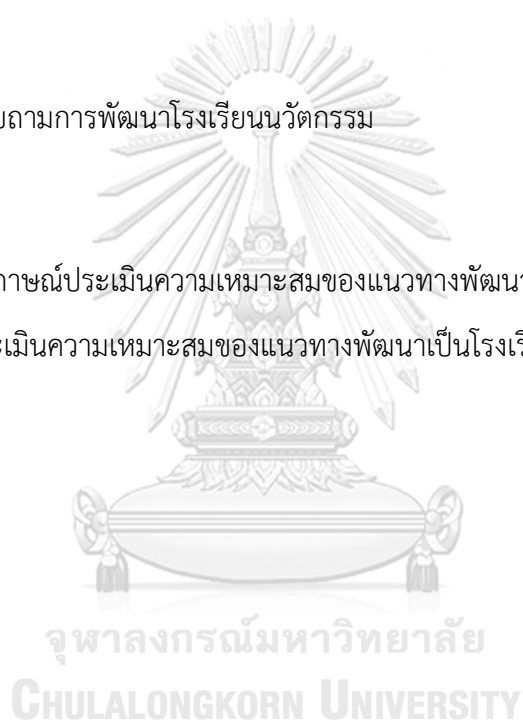 ถามการพัฒนาโรงเรียนนวัตกรรม
ภาษณ์ประเมินความเหมาะสมของแนวทางพัฒนา
เมินความเหมาะสมของแนวทางพัฒนาเป็นโรงเรี
จุฬาลงกรณ์มหาวิทยาลัย
CHULALONGKORN UNIVERSITY